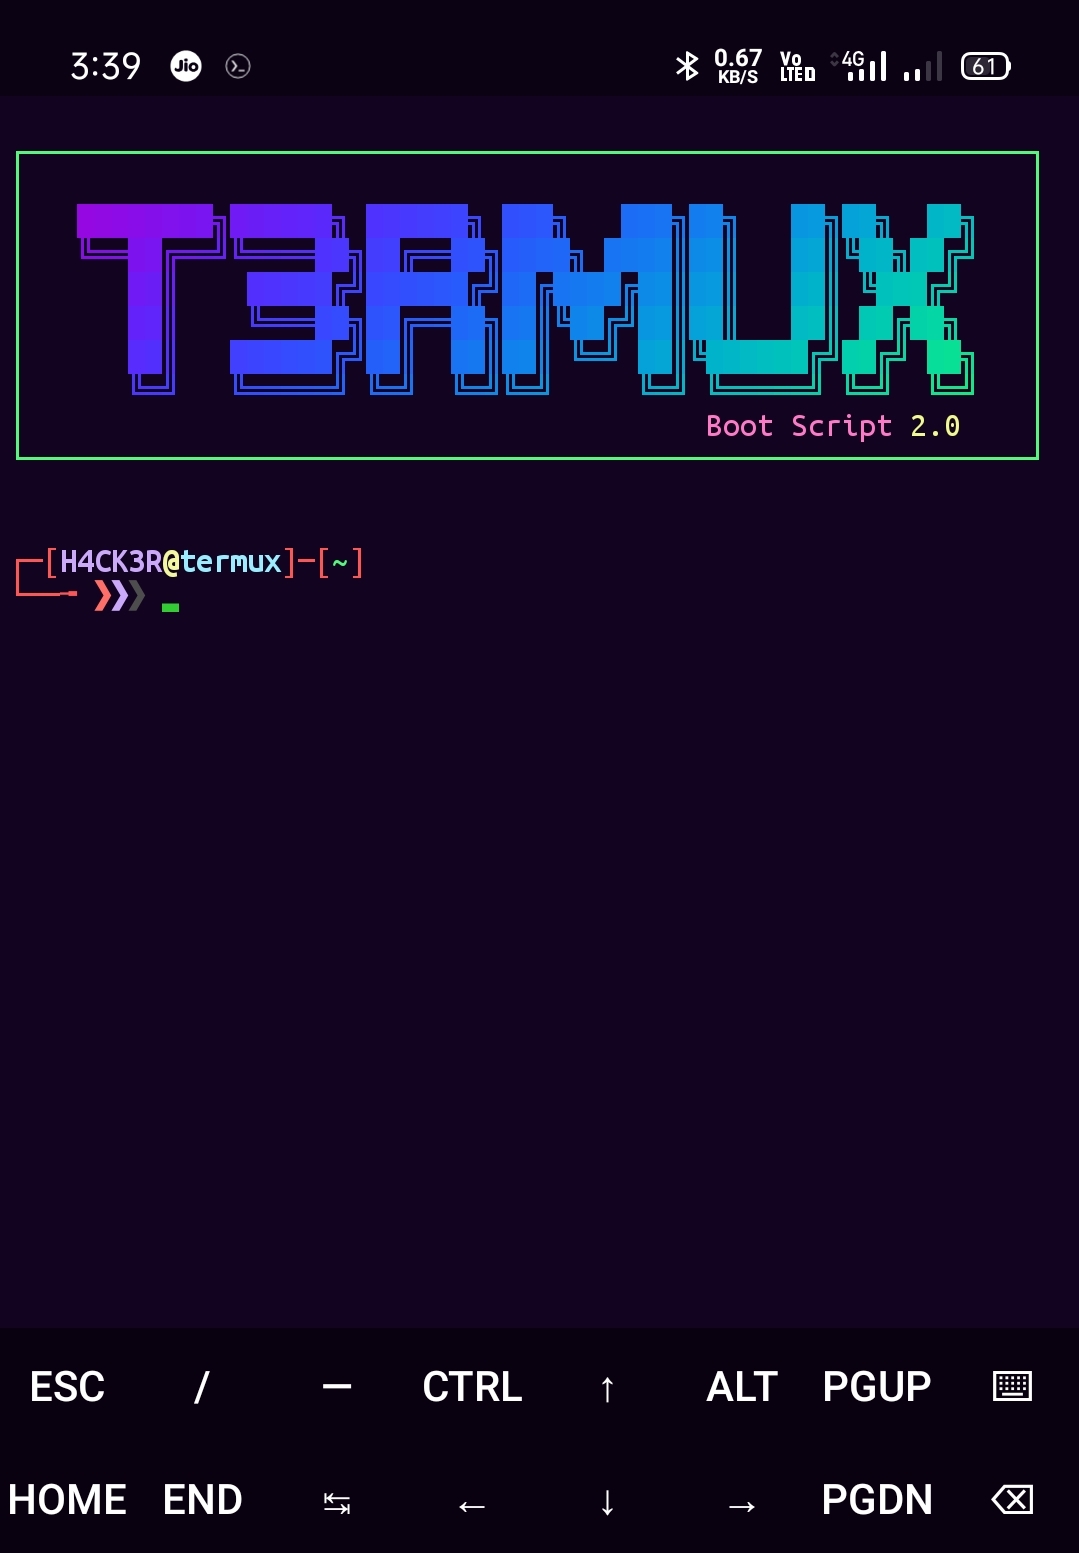 3:39 Jio 0.67 KB/S Vo LTE 4G 61
T3RMUX
Boot Script 2.0
┌─[H4CK3R@termux]─[~]
└──╼ ❯❯❯
ESC / — CTRL ↑ ALT PGUP
HOME END ↹ ← ↓ → PGDN